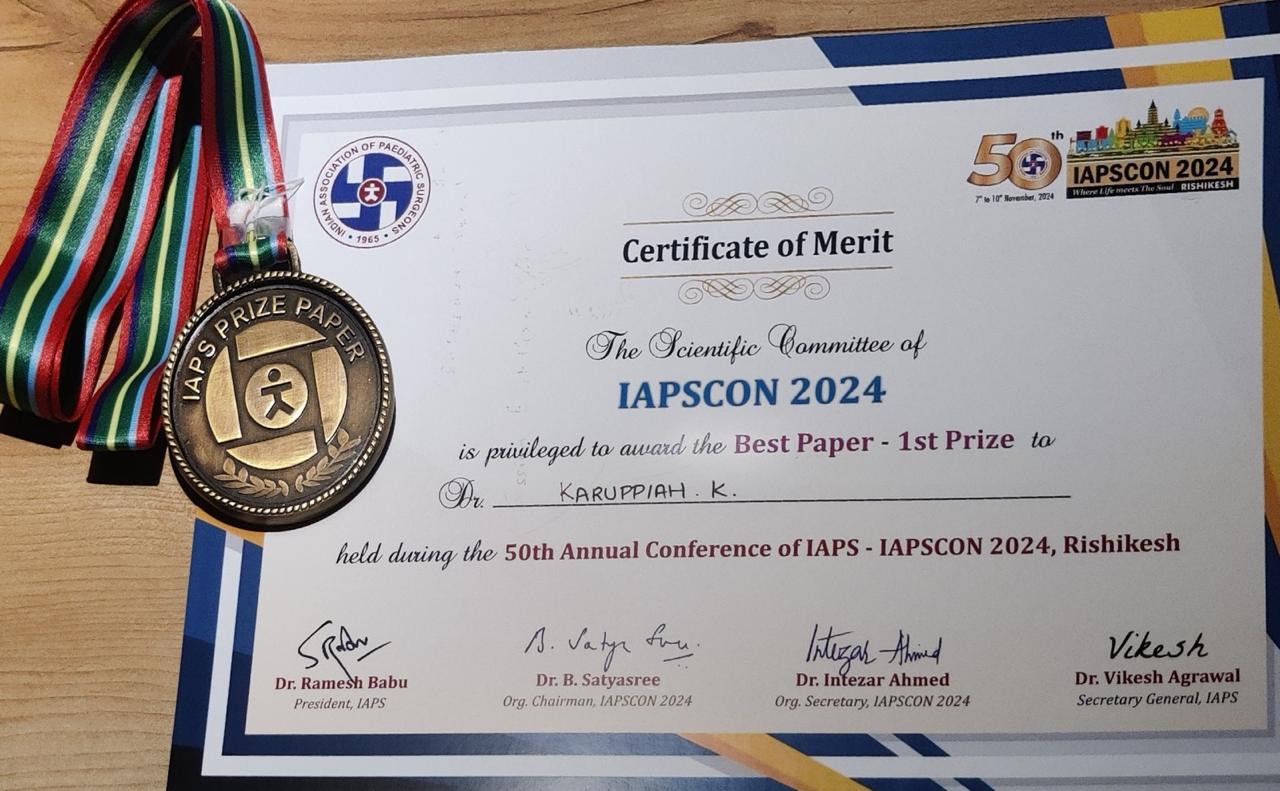 IAPS PRIZE PAPER
INDIAN ASSOCIATION OF PAEDIATRIC SURGEONS
• 1965 •
50th
7th to 10th November, 2024
IAPSCON 2024
Where Life meets The Soul RISHIKESH
Certificate of Merit
The Scientific Committee of
IAPSCON 2024
is privileged to award the Best Paper - 1st Prize to
Dr. KARUPPIAH. K.
held during the 50th Annual Conference of IAPS - IAPSCON 2024, Rishikesh
Intezar Ahmed
Vikesh
Dr. Ramesh Babu
President, IAPS
Dr. B. Satyasree
Org. Chairman, IAPSCON 2024
Dr. Intezar Ahmed
Org. Secretary, IAPSCON 2024
Dr. Vikesh Agrawal
Secretary General, IAPS